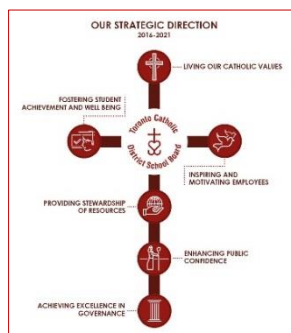 OUR STRATEGIC DIRECTION
2016-2021
LIVING OUR CATHOLIC VALUES
FOSTERING STUDENT
ACHIEVEMENT AND WELL BEING
Toronto Catholic
District School Board
INSPIRING AND
MOTIVATING EMPLOYEES
PROVIDING STEWARDSHIP
OF RESOURCES
ENHANCING PUBLIC
CONFIDENCE
ACHIEVING EXCELLENCE IN
GOVERNANCE